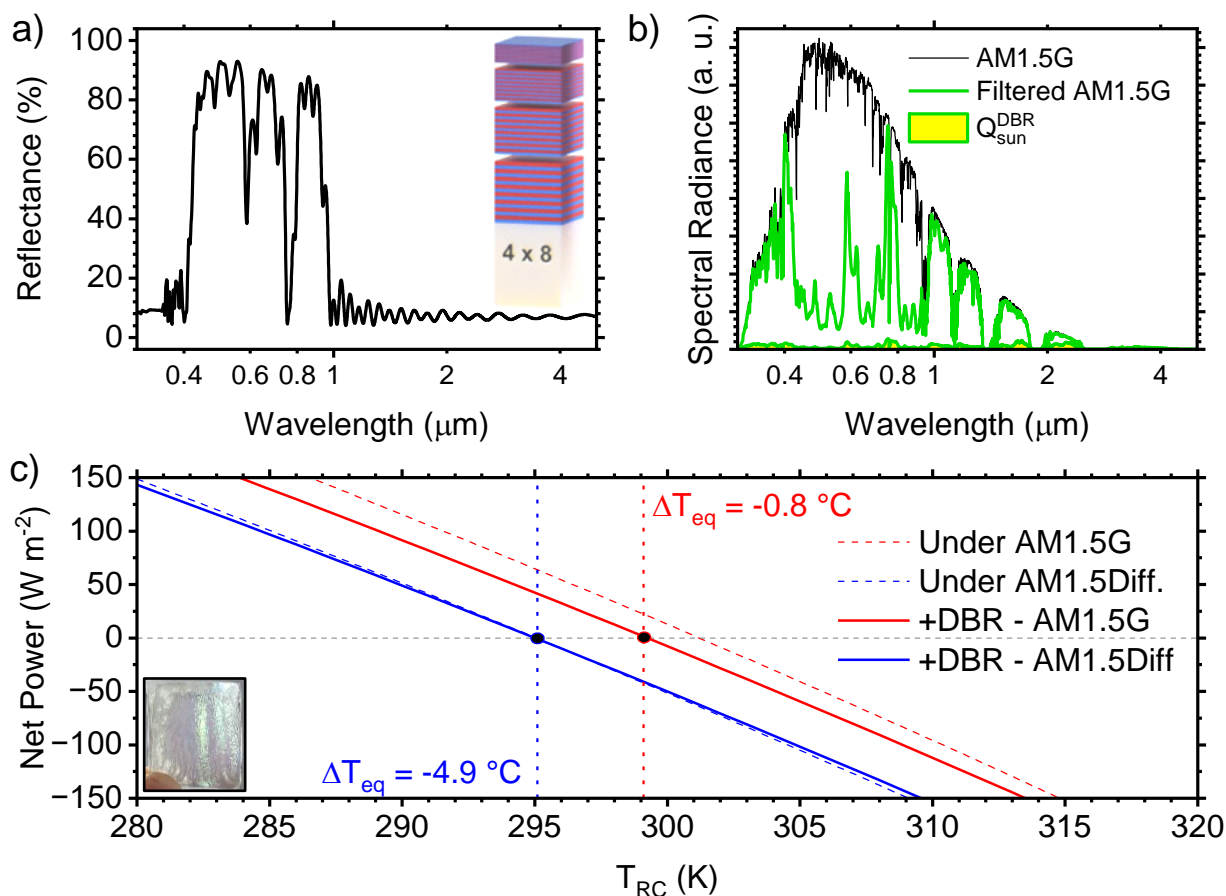 a)
100
80
60
40
20
0
Reflectance (%)
4 x 8
0.4 0.6 0.8 1 2 4
Wavelength (μm)
b)
Spectral Radiance (a. u.)
AM1.5G
Filtered AM1.5G
Q_sun^DBR
0.4 0.6 0.8 1 2 4
Wavelength (μm)
c)
150
100
50
0
−50
−100
−150
Net Power (W m⁻²)
ΔT_eq = -0.8 °C
Under AM1.5G
Under AM1.5Diff.
+DBR - AM1.5G
+DBR - AM1.5Diff
ΔT_eq = -4.9 °C
280 285 290 295 300 305 310 315 320
T_RC (K)